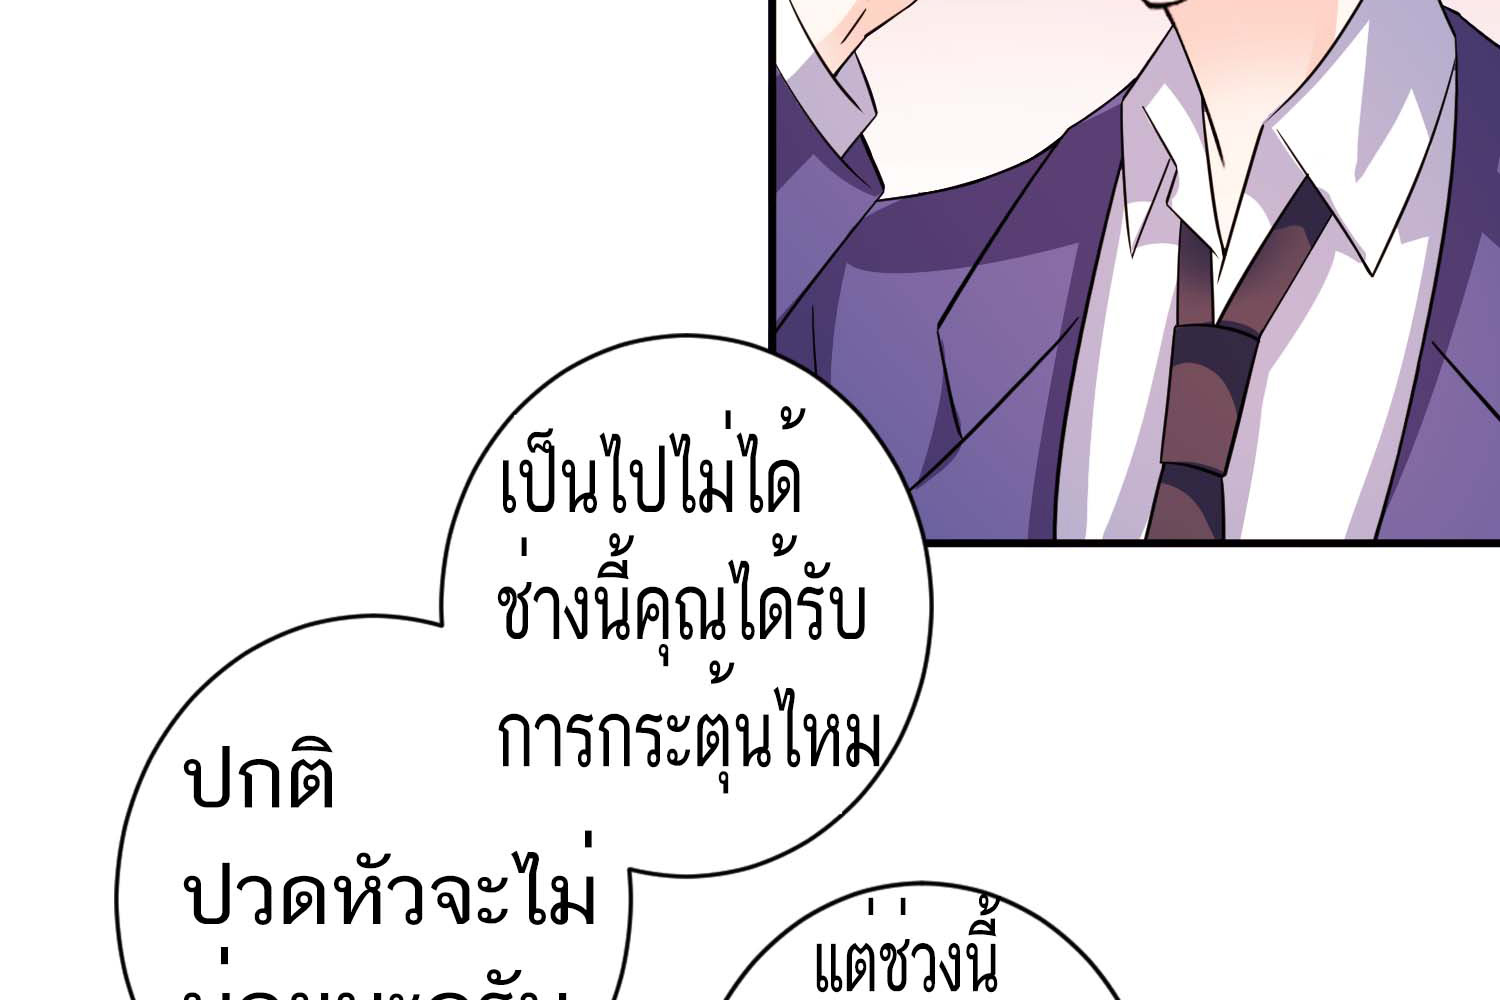 เป็นไปไม่ได้
ช่างนี้คุณได้รับ
การกระตุ้นไหม
ปกติ
ปวดหัวจะไม่
แต่ช่วงนี้